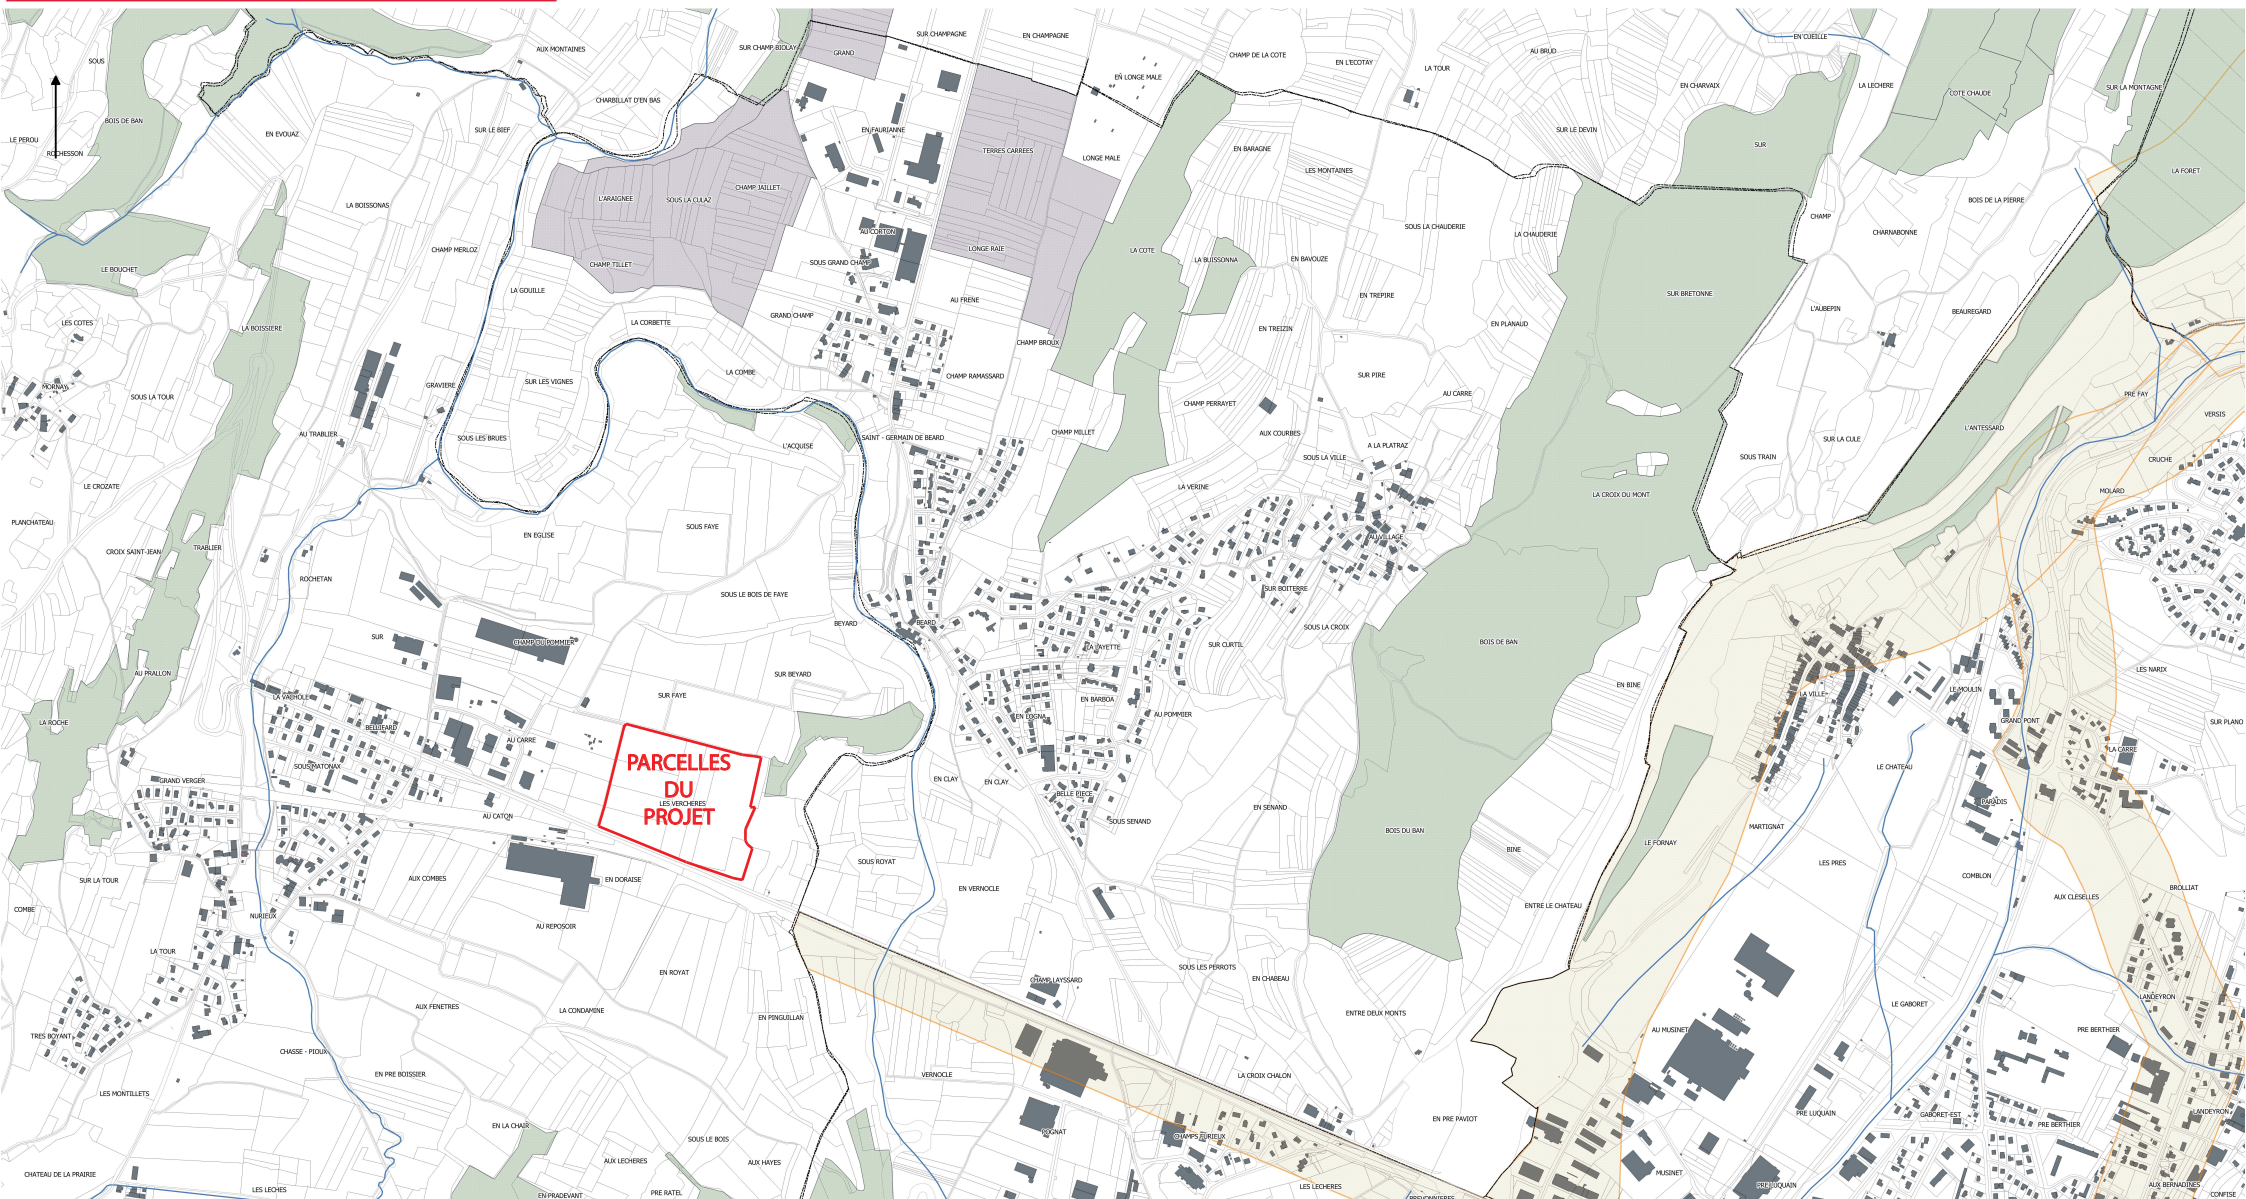 SUR CHAMP BIOLAY
GRAND
SUR CHAMPAGNE
EN CHAMPAGNE
EN CUEILLE
AUX MONTAINES
CHAMP DE LA COTE
EN L'ECOTAY
LA TOUR
AU BRUD
SOUS
EN LONGE MALE
EN CHARVAIX
LA LECHERE
COTE CHAUDE
SUR LA MONTAGNE
CHARBILLAT D'EN BAS
BOIS DE BAN
EN EVOUAZ
SUR LE BIEF
EN FAURIANNE
SUR LE DEVIN
LE PEROU
ROCHESSON
TERRES CARREES
LONGE MALE
EN BARAGNE
SUR
LES MONTAINES
LA FORET
CHAMP JAILLET
L'ARAIGNEE
SOUS LA CULAZ
LA BOISSONAS
BOIS DE LA PIERRE
CHAMP
SOUS LA CHAUDERIE
LA CHAUDERIE
CHARNABONNE
AU CORTON
CHAMP MERLOZ
LONGE RAIE
LA COTE
LA BUISSONNA
EN BAVOUZE
LE BOUCHET
CHAMP TILLET
SOUS GRAND CHAMP
LA GOUILLE
AU FRENE
EN TREPIRE
SUR BRETONNE
L'AUBEPIN
BEAUREGARD
LES COTES
LA BOISSIERE
LA CORBETTE
GRAND CHAMP
EN TREIZIN
EN PLANAUD
CHAMP BROUX
LA COMBE
CHAMP RAMASSARD
SUR PIRE
MORNAY
GRAVIERE
SUR LES VIGNES
SOUS LA TOUR
AU CARRE
PRE FAY
CHAMP PERRAYET
VERSIS
AU TRABLIER
SOUS LES BRUES
L'ACQUISE
SAINT - GERMAIN DE BEARD
CHAMP MILLET
AUX COURBES
A LA PLATRAZ
L'ANTESSARD
SUR LA CULE
SOUS LA VILLE
SOUS TRAIN
CRUCHE
LE CROZATE
LA VERINE
LA CROIX DU MONT
MOLARD
PLANCHATEAU
SOUS FAYE
EN EGLISE
AU VILLAGE
CROIX SAINT-JEAN
TRABLIER
ROCHETAN
SOUS LE BOIS DE FAYE
SUR BOITERRE
BEYARD
BEARD
SUR
CHAMP DU POMMIER
SOUS LA CROIX
BOIS DE BAN
SUR CURTIL
LA FAYETTE
AU PRALLON
SUR BEYARD
LES NARIX
LA VALHOLE
SUR FAYE
EN BARBOA
EN BINE
LE MOULIN
LA VILLE
LA ROCHE
BELLIFARD
EN LOGNA
AU POMMIER
GRAND PONT
SUR PLANO
AU CARRE
LA CARRE
PARCELLES
DU
PROJET
SOUS MATONAX
LE CHATEAU
GRAND VERGER
EN CLAY
EN CLAY
BELLE PIECE
LES VERCHERES
PARADIS
EN SENAND
AU CATON
SOUS SENAND
MARTIGNAT
BOIS DU BAN
LE FORNAY
BINE
SOUS ROYAT
LES PRES
SUR LA TOUR
AUX COMBES
EN DORAISE
COMBLON
EN VERNOCLE
BROLLIAT
AUX CLESELLES
ENTRE LE CHATEAU
COMBE
NURIEUX
AU REPOSOIR
LA TOUR
EN ROYAT
SOUS LES PERROTS
EN CHABEAU
CHAMP LAYSSARD
LANDEYRON
AUX FENETRES
LA CONDAMINE
EN PINGUILLAN
ENTRE DEUX MONTS
LE GABORET
AU MUSINET
PRE BERTHIER
TRES BOYANT
CHASSE - PIOUX
EN PRE BOISSIER
VERNOCLE
LA CROIX CHALON
LES MONTILLETS
PRE LUQUAIN
GABORET-EST
LANDEYRON
EN LA CHAIR
EN PRE PAVIOT
PRE BERTHIER
POGNAT
CHAMPS FURIEUX
SOUS LE BOIS
AUX LECHERES
AUX HAYES
CHATEAU DE LA PRAIRIE
MUSINET
LES LECHES
LES LECHERES
PRE LUQUAIN
AUX BERNADINES
EN PRADEVANT
PRE RATEL
CONFISE